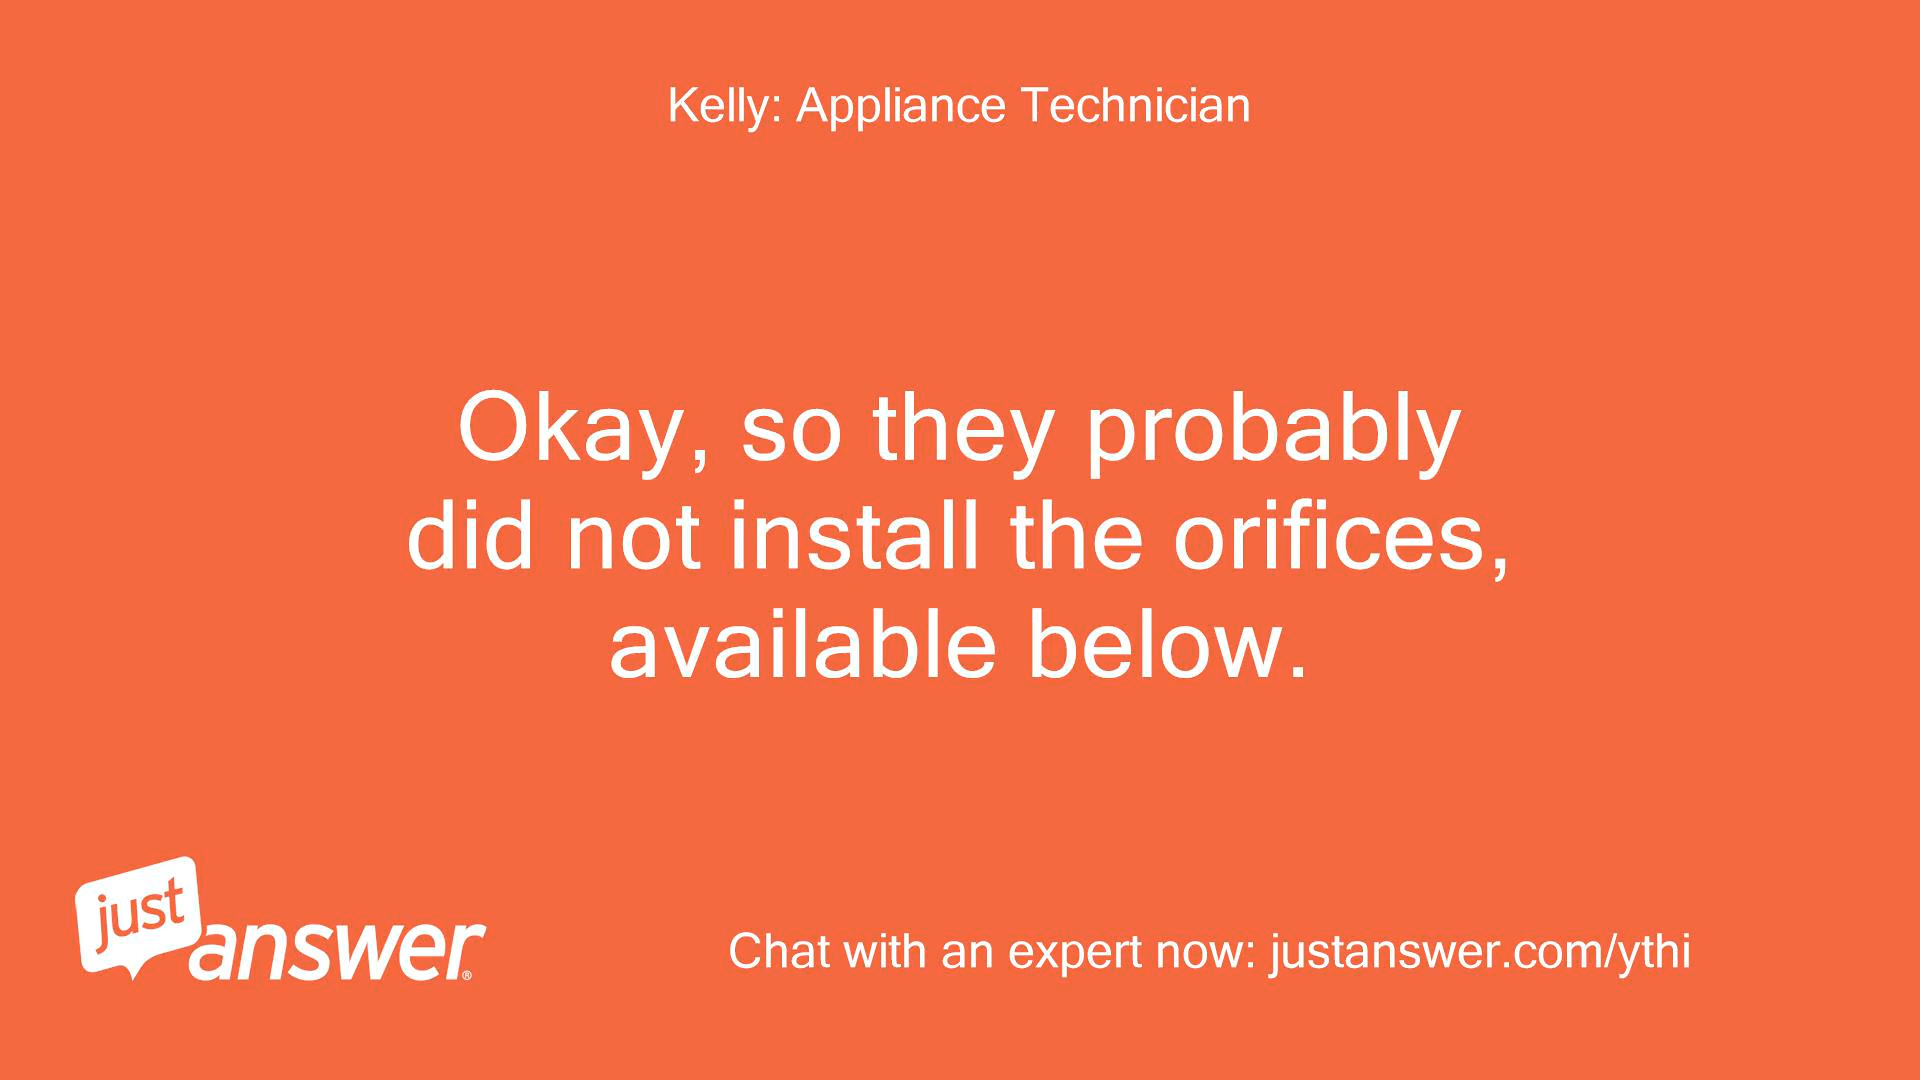 Kelly: Appliance Technician
Okay, so they probably
did not install the orifices,
available below.
just
answer®
Chat with an expert now: justanswer.com/ythi